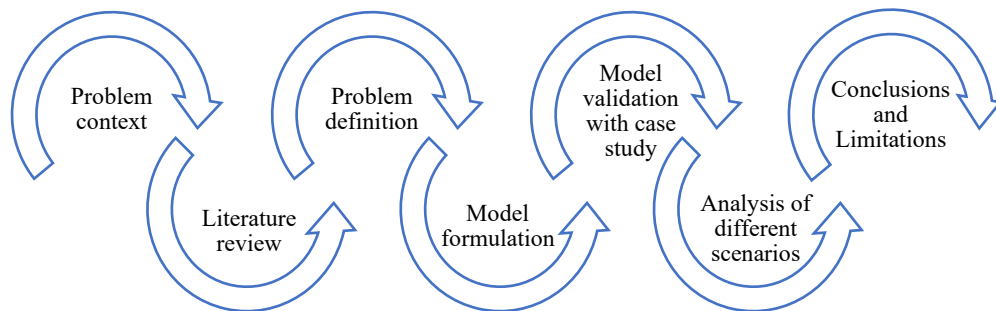 Problem
context
Literature
review
Problem
definition
Model
formulation
Model
validation
with case
study
Analysis of
different
scenarios
Conclusions
and
Limitations